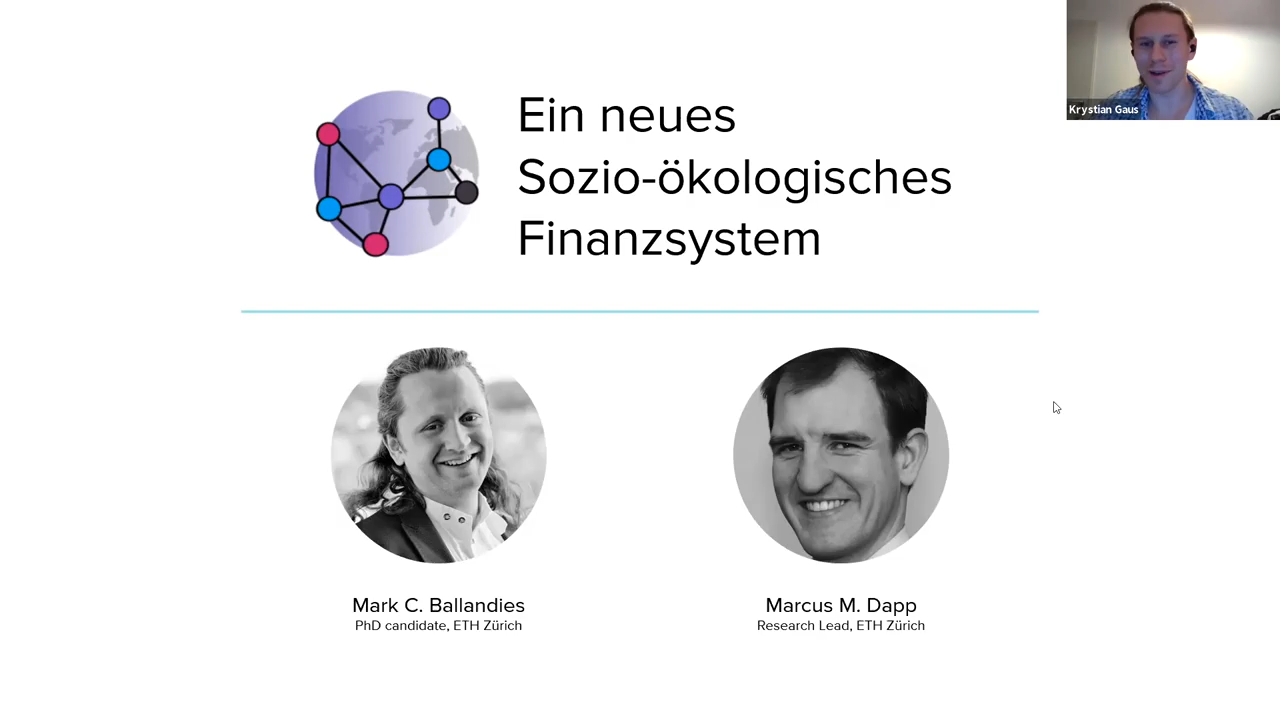 Krystian Gaus
Ein neues
Sozio-ökologisches
Finanzsystem
Mark C. Ballandies
PhD candidate, ETH Zürich
Marcus M. Dapp
Research Lead, ETH Zürich